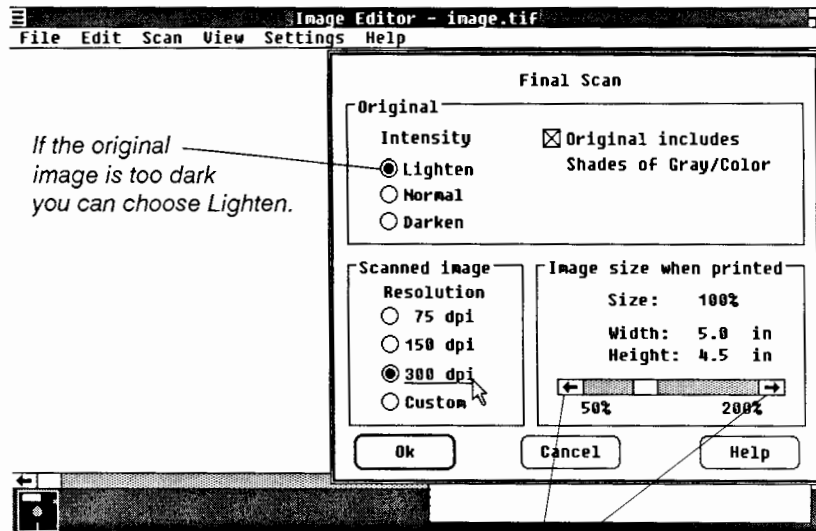 Image Editor - image.tif
File Edit Scan View Settings Help
Final Scan
Original
Intensity
Lighten
Normal
Darken
Original includes
Shades of Gray/Color
If the original
image is too dark
you can choose Lighten.
Scanned image
Resolution
75 dpi
150 dpi
300 dpi
Custom
Image size when printed
Size: 100%
Width: 5.0 in
Height: 4.5 in
50% 200%
Ok Cancel Help